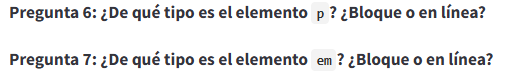 Pregunta 6: ¿De qué tipo es el elemento p? ¿Bloque o en línea?
Pregunta 7: ¿De qué tipo es el elemento em? ¿Bloque o en línea?